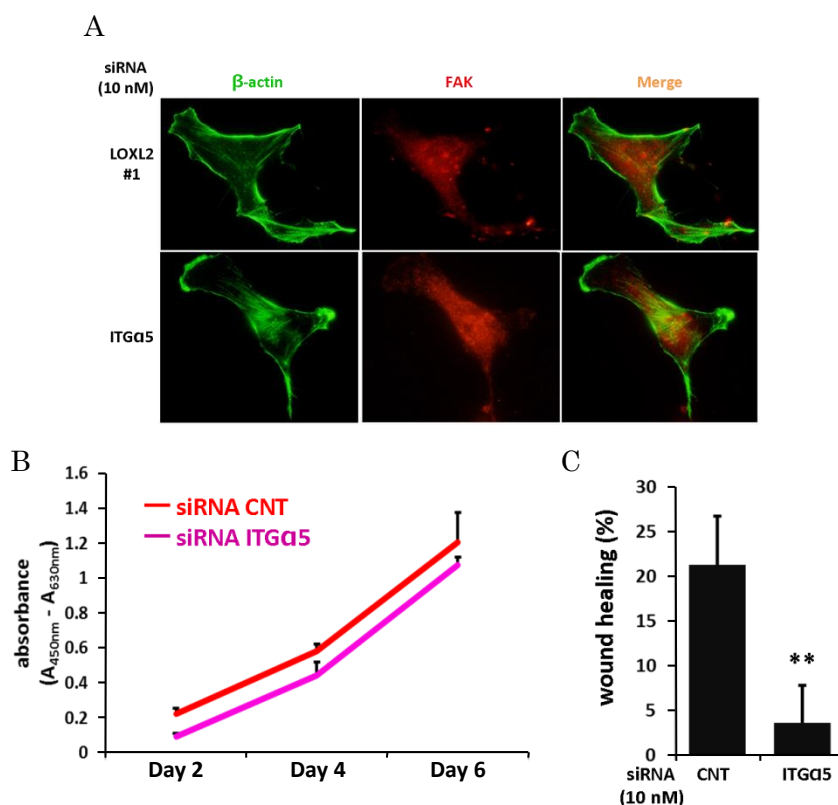 A
siRNA
(10 nM)
β-actin
FAK
Merge
LOXL2
#1
ITGα5
B
1.6
1.4
1.2
1
0.8
0.6
0.4
0.2
0
absorbance
(A450nm - A630nm)
siRNA CNT
siRNA ITGα5
Day 2
Day 4
Day 6
C
30
25
20
15
10
5
0
wound healing (%)
**
siRNA
(10 nM)
CNT
ITGα5